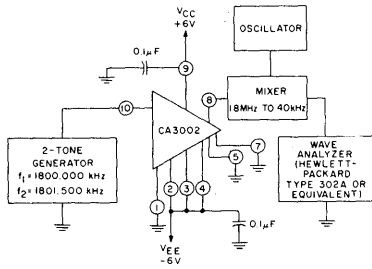 VCC
+6V
0.1µF
9
10
CA3002
8
7
5
1
2
3
4
OSCILLATOR
MIXER
1.8MHz TO 40kHz
2-TONE
GENERATOR
f1 = 1800.000 kHz
f2 = 1801.500 kHz
WAVE
ANALYZER
(HEWLETT-
PACKARD
TYPE 302A OR
EQUIVALENT)
0.1µF
VEE
-6V